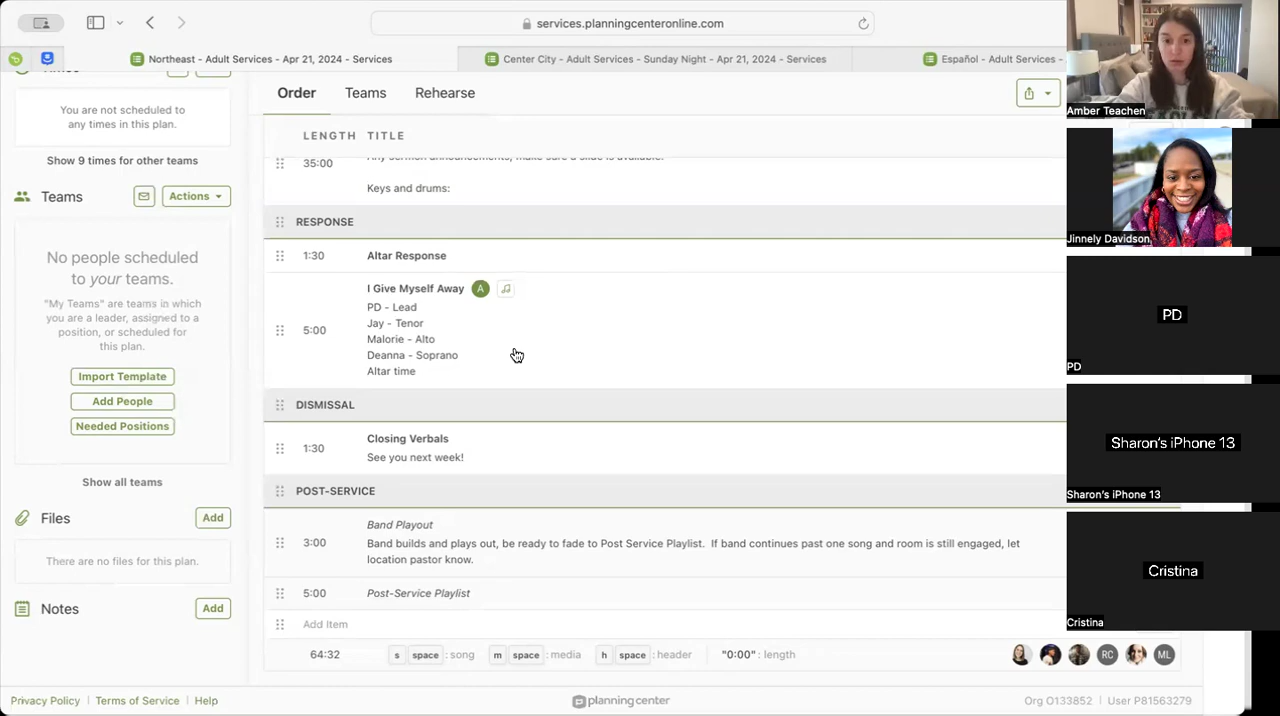 services.planningcenteronline.com
Northeast - Adult Services - Apr 21, 2024 - Services
Center City - Adult Services - Sunday Night - Apr 21, 2024 - Services
Español - Adult Services -
You are not scheduled to
any times in this plan.
Show 9 times for other teams
Teams
Actions
No people scheduled
to your teams.
"My Teams" are teams in which
you are a leader, assigned to a
position, or scheduled for
this plan.
Import Template
Add People
Needed Positions
Show all teams
Files
Add
There are no files for this plan.
Notes
Add
Order
Teams
Rehearse
LENGTH TITLE
35:00
Any sermon announcements, make sure a slide is available.
Keys and drums:
RESPONSE
1:30 Altar Response
I Give Myself Away A
5:00
PD - Lead
Jay - Tenor
Malorie - Alto
Deanna - Soprano
Altar time
DISMISSAL
1:30
Closing Verbals
See you next week!
POST-SERVICE
3:00
Band Playout
Band builds and plays out, be ready to fade to Post Service Playlist. If band continues past one song and room is still engaged, let
location pastor know.
5:00 Post-Service Playlist
Add Item
64:32 s space : song m space : media h space : header "0:00" : length
RC ML
Privacy Policy | Terms of Service | Help
planning center
Org O133852 | User P81563279
Amber Teachen
Jinnely Davidson
PD
PD
Sharon's iPhone 13
Sharon's iPhone 13
Cristina
Cristina